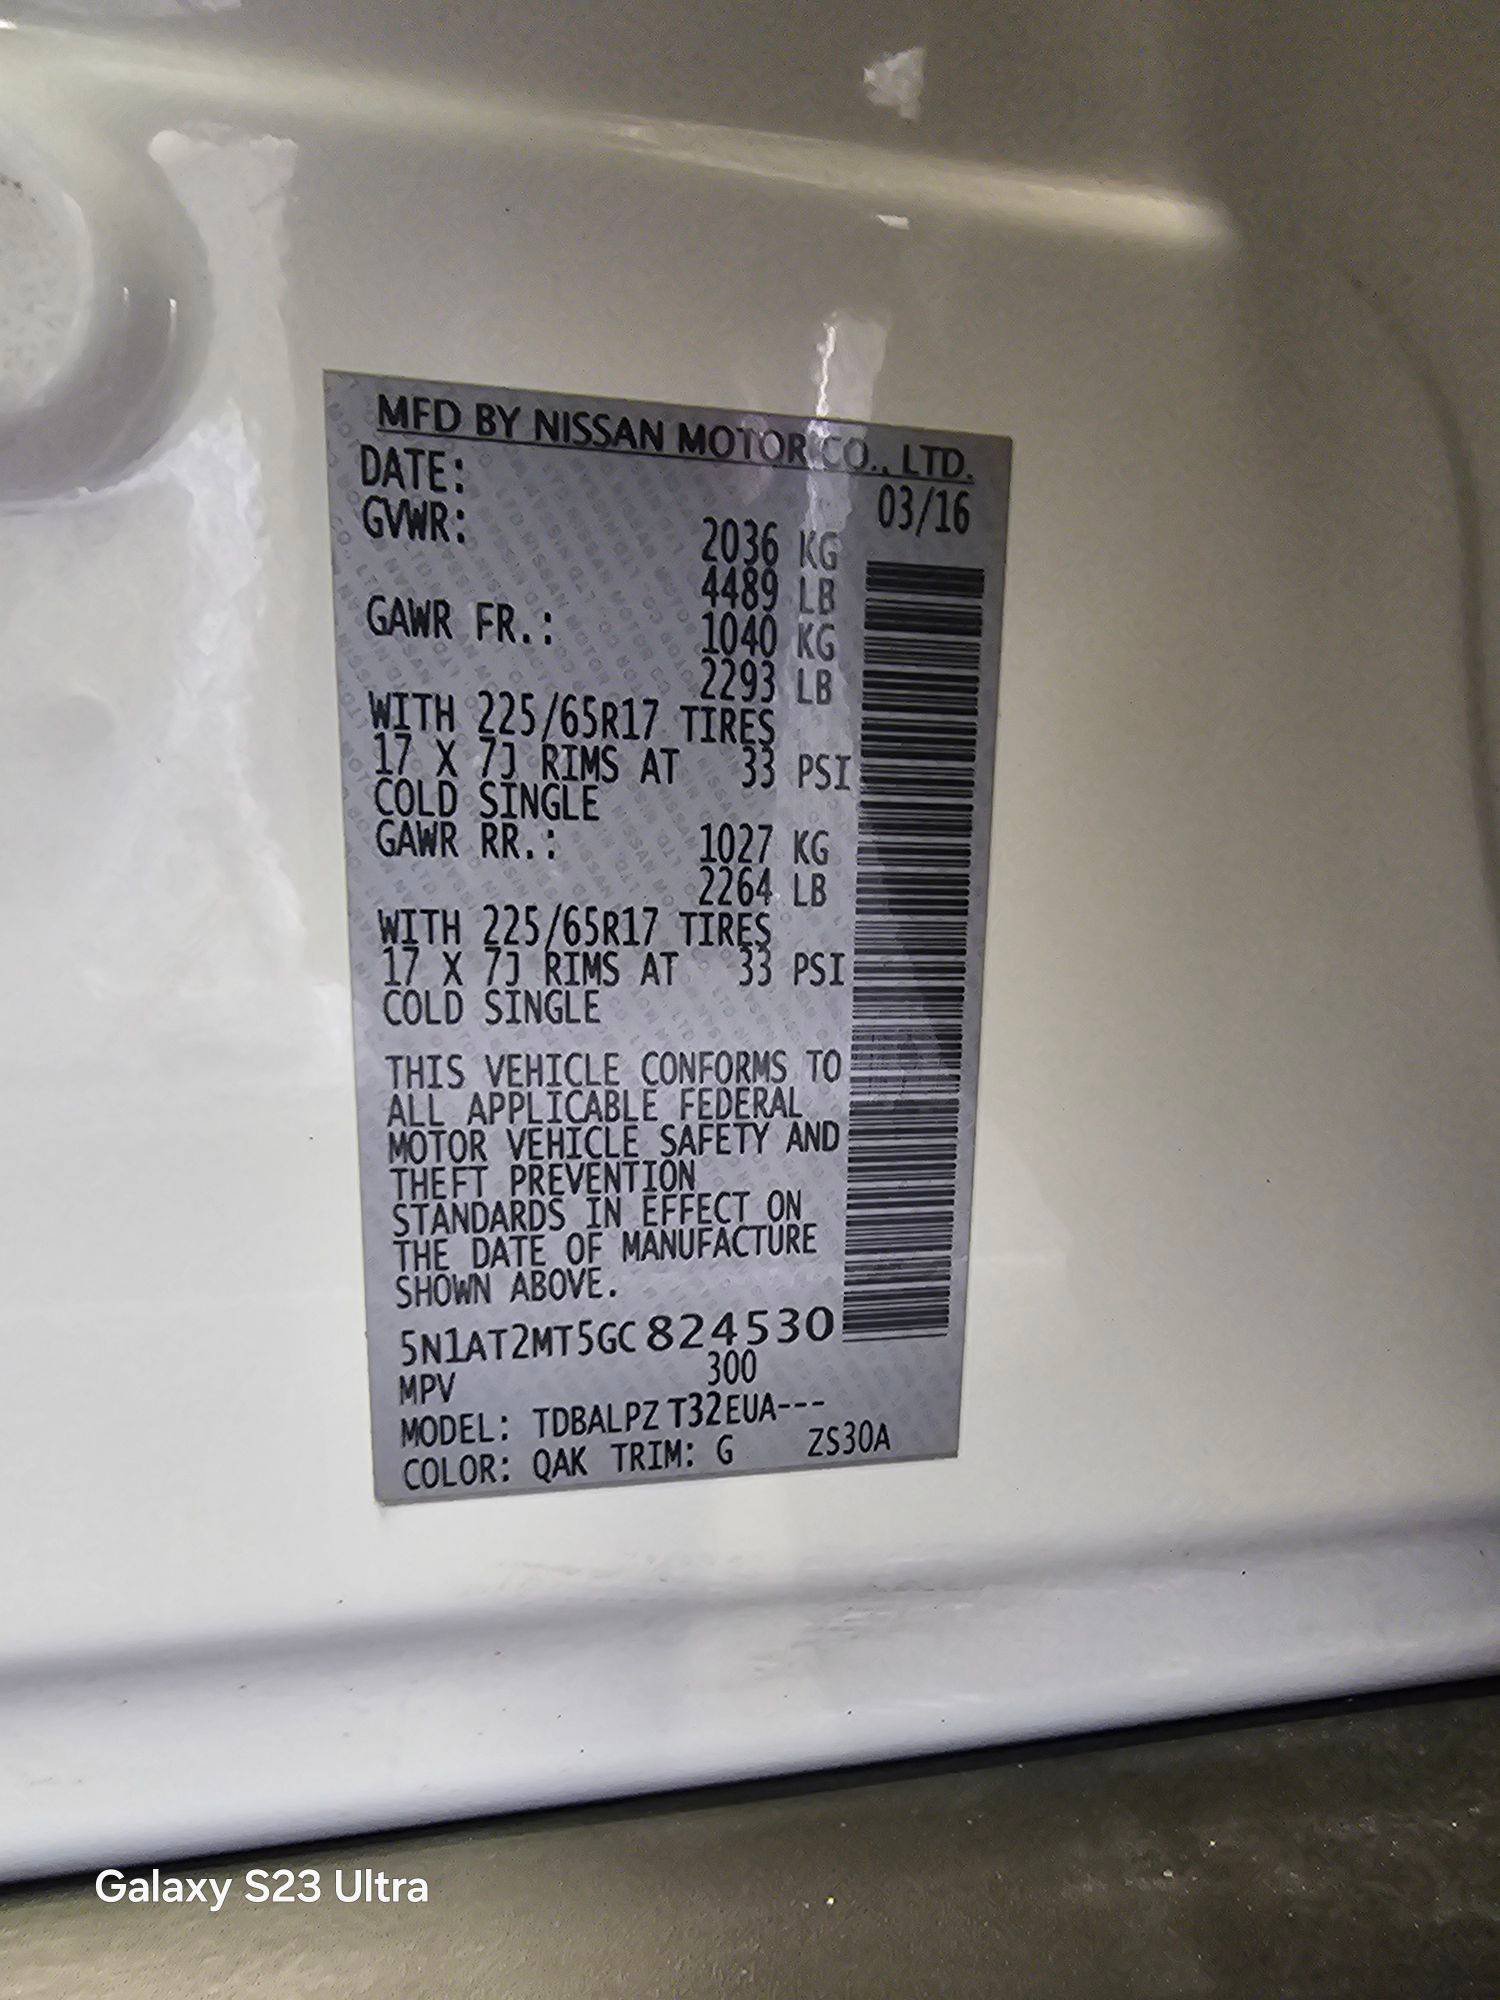 MFD BY NISSAN MOTOR CO., LTD.
DATE: 03/16
GVWR: 2036 KG
4489 LB
GAWR FR.: 1040 KG
2293 LB
WITH 225/65R17 TIRES
17 X 7J RIMS AT 33 PSI
COLD SINGLE
GAWR RR.: 1027 KG
2264 LB
WITH 225/65R17 TIRES
17 X 7J RIMS AT 33 PSI
COLD SINGLE
THIS VEHICLE CONFORMS TO
ALL APPLICABLE FEDERAL
MOTOR VEHICLE SAFETY AND
THEFT PREVENTION
STANDARDS IN EFFECT ON
THE DATE OF MANUFACTURE
SHOWN ABOVE.
5N1AT2MT5GC824530
MPV 300
MODEL: TDBALPZ T32EUA---
COLOR: QAK TRIM: G ZS30A
Galaxy S23 Ultra